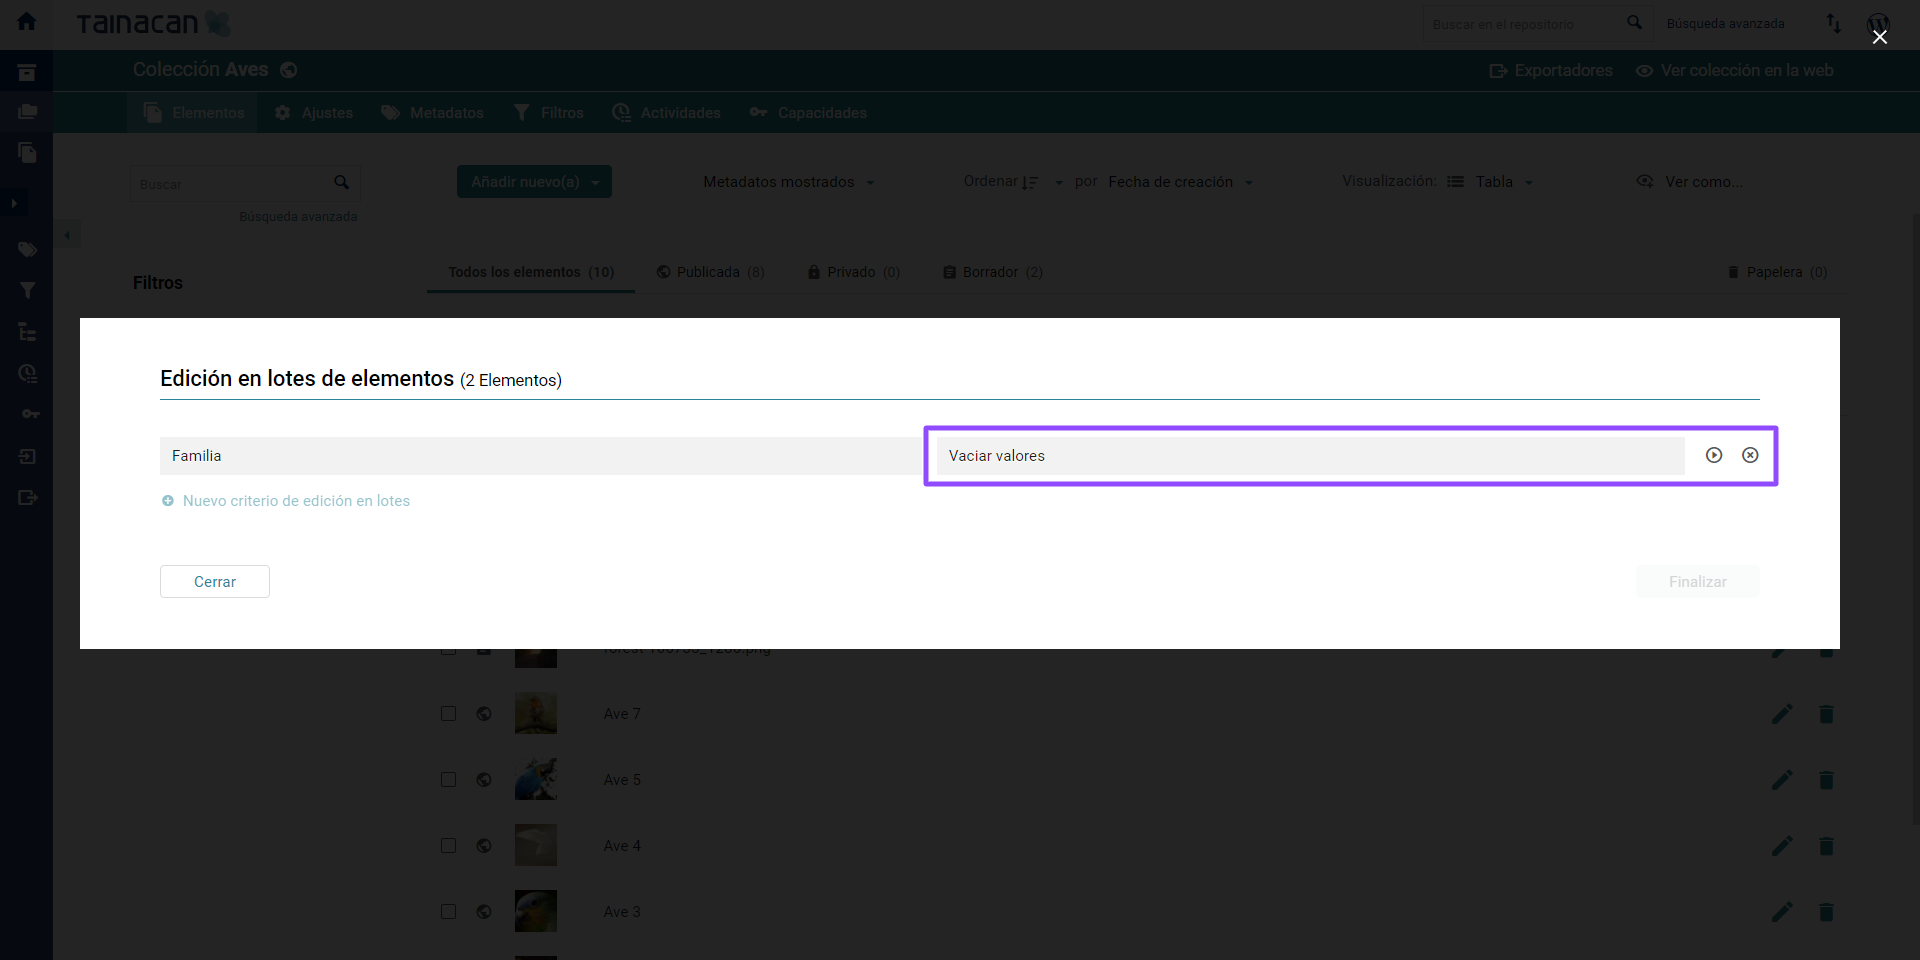 Tainacan
Buscar en el repositorio
Búsqueda avanzada
Colección Aves
Exportadores
Ver colección en la web
Elementos
Ajustes
Metadatos
Filtros
Actividades
Capacidades
Buscar
Añadir nuevo(a)
Metadatos mostrados
Ordenar
por
Fecha de creación
Visualización:
Tabla
Ver como...
Búsqueda avanzada
Filtros
Todos los elementos (10)
Publicada (8)
Privado (0)
Borrador (2)
Papelera (0)
Edición en lotes de elementos (2 Elementos)
Familia
Vaciar valores
Nuevo criterio de edición en lotes
Cerrar
Finalizar
Ave 7
Ave 5
Ave 4
Ave 3